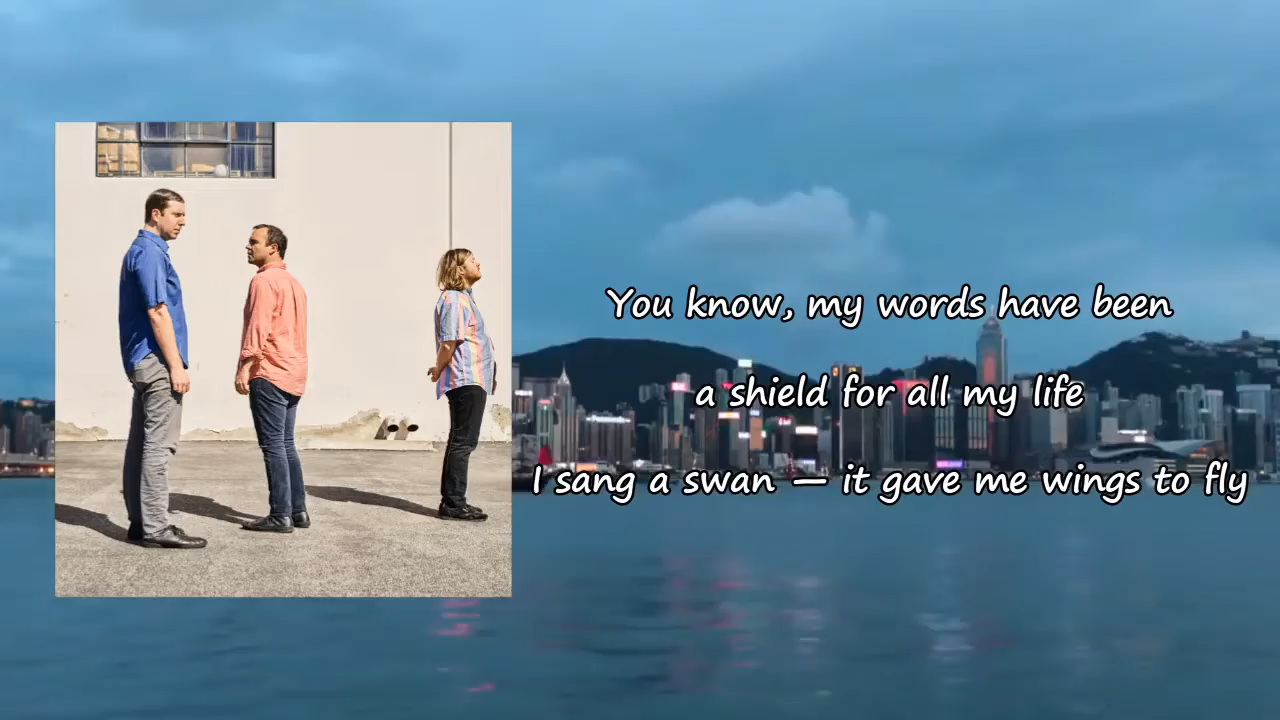 You know, my words have been
a shield for all my life
I sang a swan — it gave me wings to fly